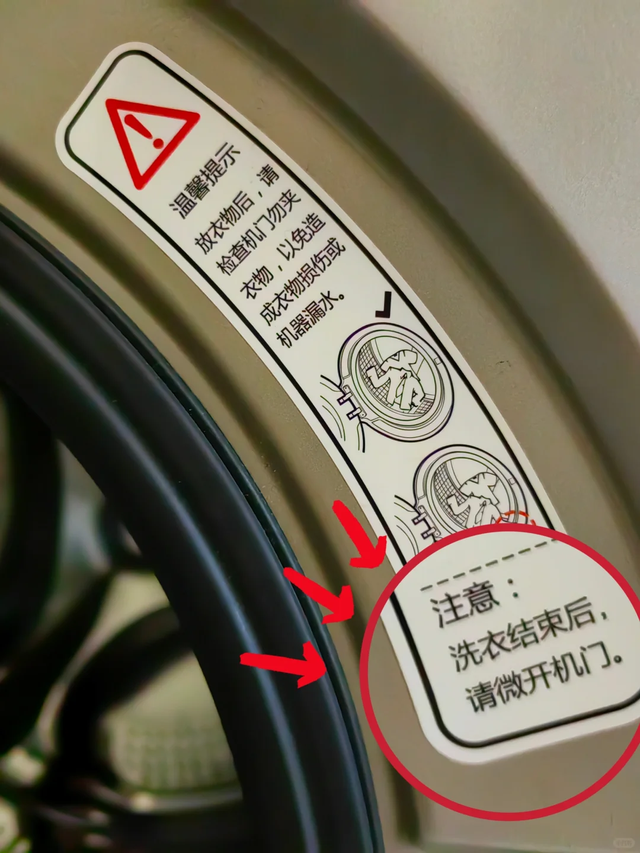 温馨提示
放衣物后，请
检查机门勿夹
衣物，以免造
成衣物损伤或
机器漏水。
注意：
洗衣结束后，
请微开机门。